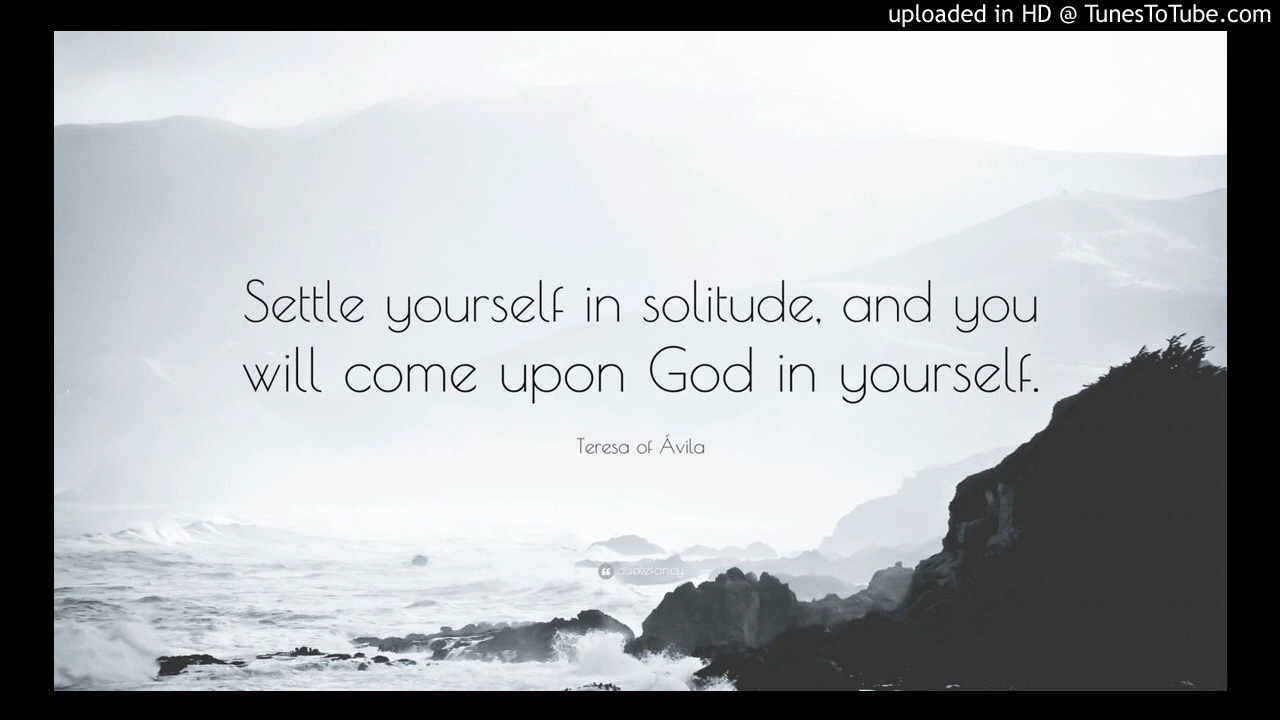 uploaded in HD @ TunesToTube.com
Settle yourself in solitude, and you
will come upon God in yourself.
Teresa of Ávila
quotefancy